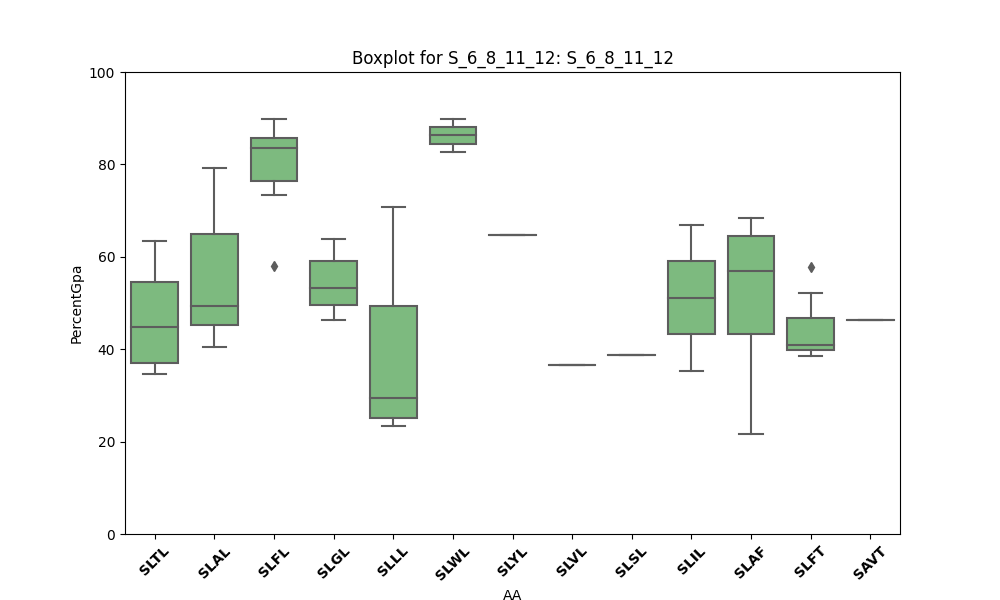 Boxplot for S_6_8_11_12: S_6_8_11_12
PercentGpa
100
80
60
40
20
0
SLTL SLAL SLFL SLGL SLLL SLWL SLYL SLVL SLSL SLIL SLAF SLFT SAVT
AA